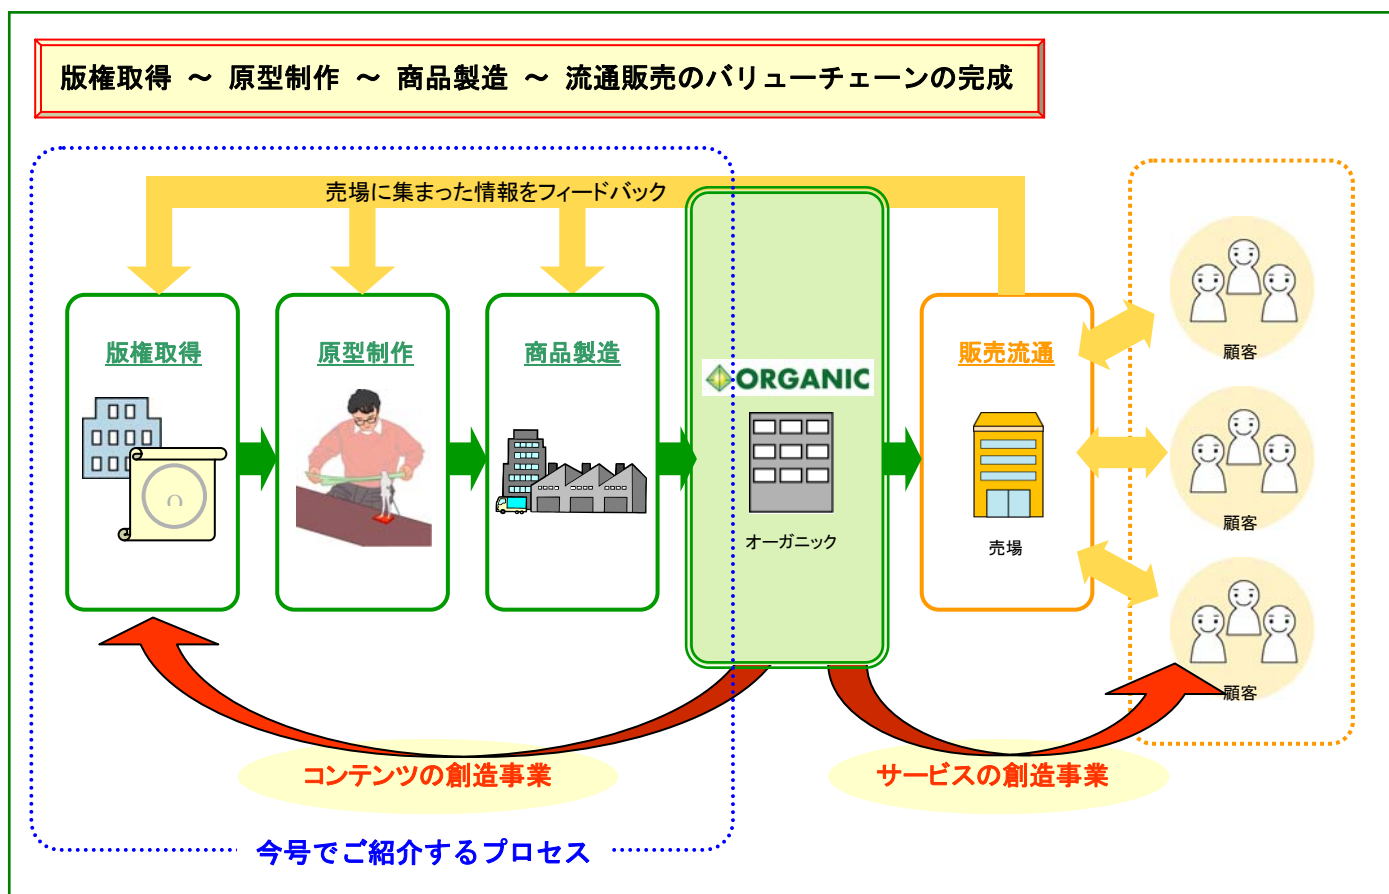 版権取得 ～ 原型制作 ～ 商品製造 ～ 流通販売のバリューチェーンの完成
売場に集まった情報をフィードバック
版権取得
原型制作
商品製造
ORGANIC
オーガニック
販売流通
売場
顧客
顧客
顧客
コンテンツの創造事業
サービスの創造事業
今号でご紹介するプロセス